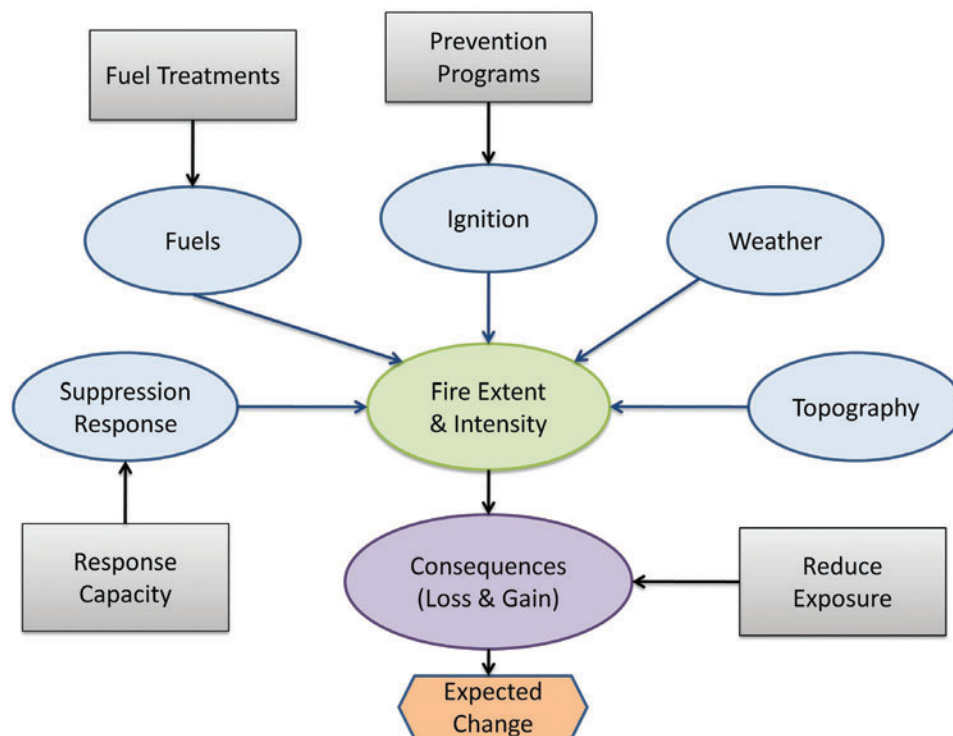 Fuel Treatments
Prevention
Programs
Fuels
Ignition
Weather
Suppression
Response
Fire Extent
& Intensity
Topography
Response
Capacity
Consequences
(Loss & Gain)
Reduce
Exposure
Expected
Change